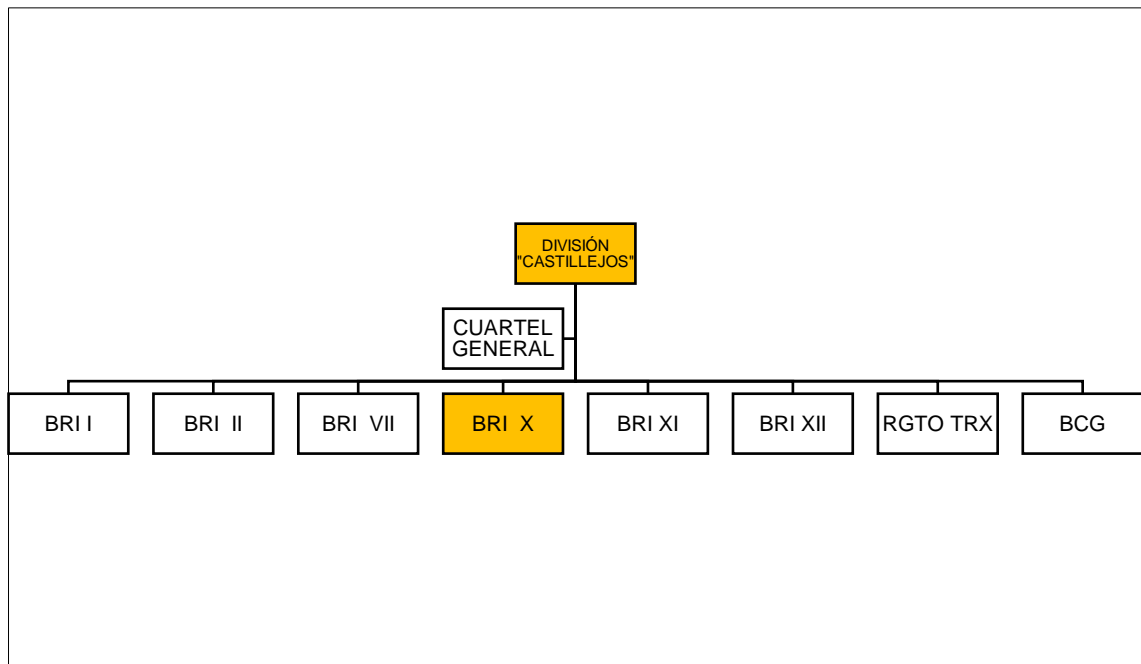 DIVISIÓN
"CASTILLEJOS"
CUARTEL
GENERAL
BRI I
BRI II
BRI VII
BRI X
BRI XI
BRI XII
RGTO TRX
BCG